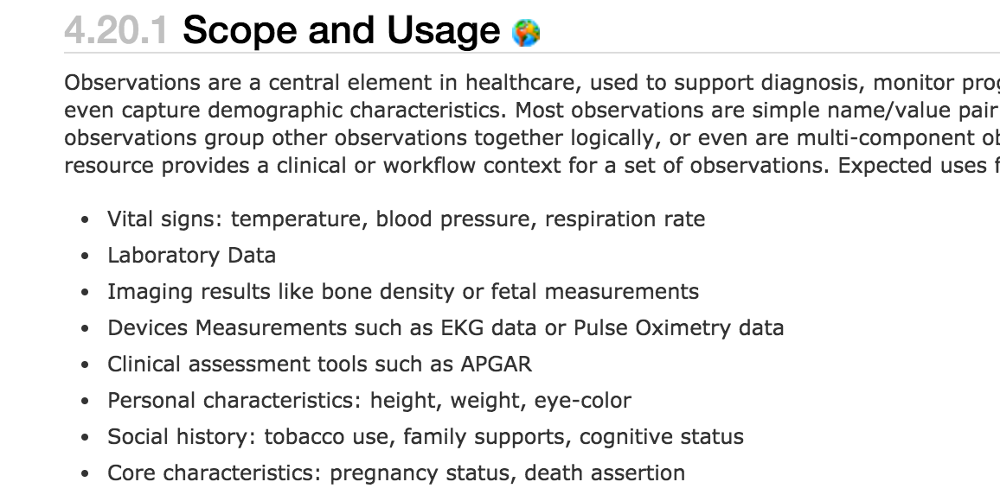 4.20.1 Scope and Usage
Observations are a central element in healthcare, used to support diagnosis, monitor
even capture demographic characteristics. Most observations are simple name/value pair
observations group other observations together logically, or even are multi-component
resource provides a clinical or workflow context for a set of observations. Expected uses
• Vital signs: temperature, blood pressure, respiration rate
• Laboratory Data
• Imaging results like bone density or fetal measurements
• Devices Measurements such as EKG data or Pulse Oximetry data
• Clinical assessment tools such as APGAR
• Personal characteristics: height, weight, eye-color
• Social history: tobacco use, family supports, cognitive status
• Core characteristics: pregnancy status, death assertion